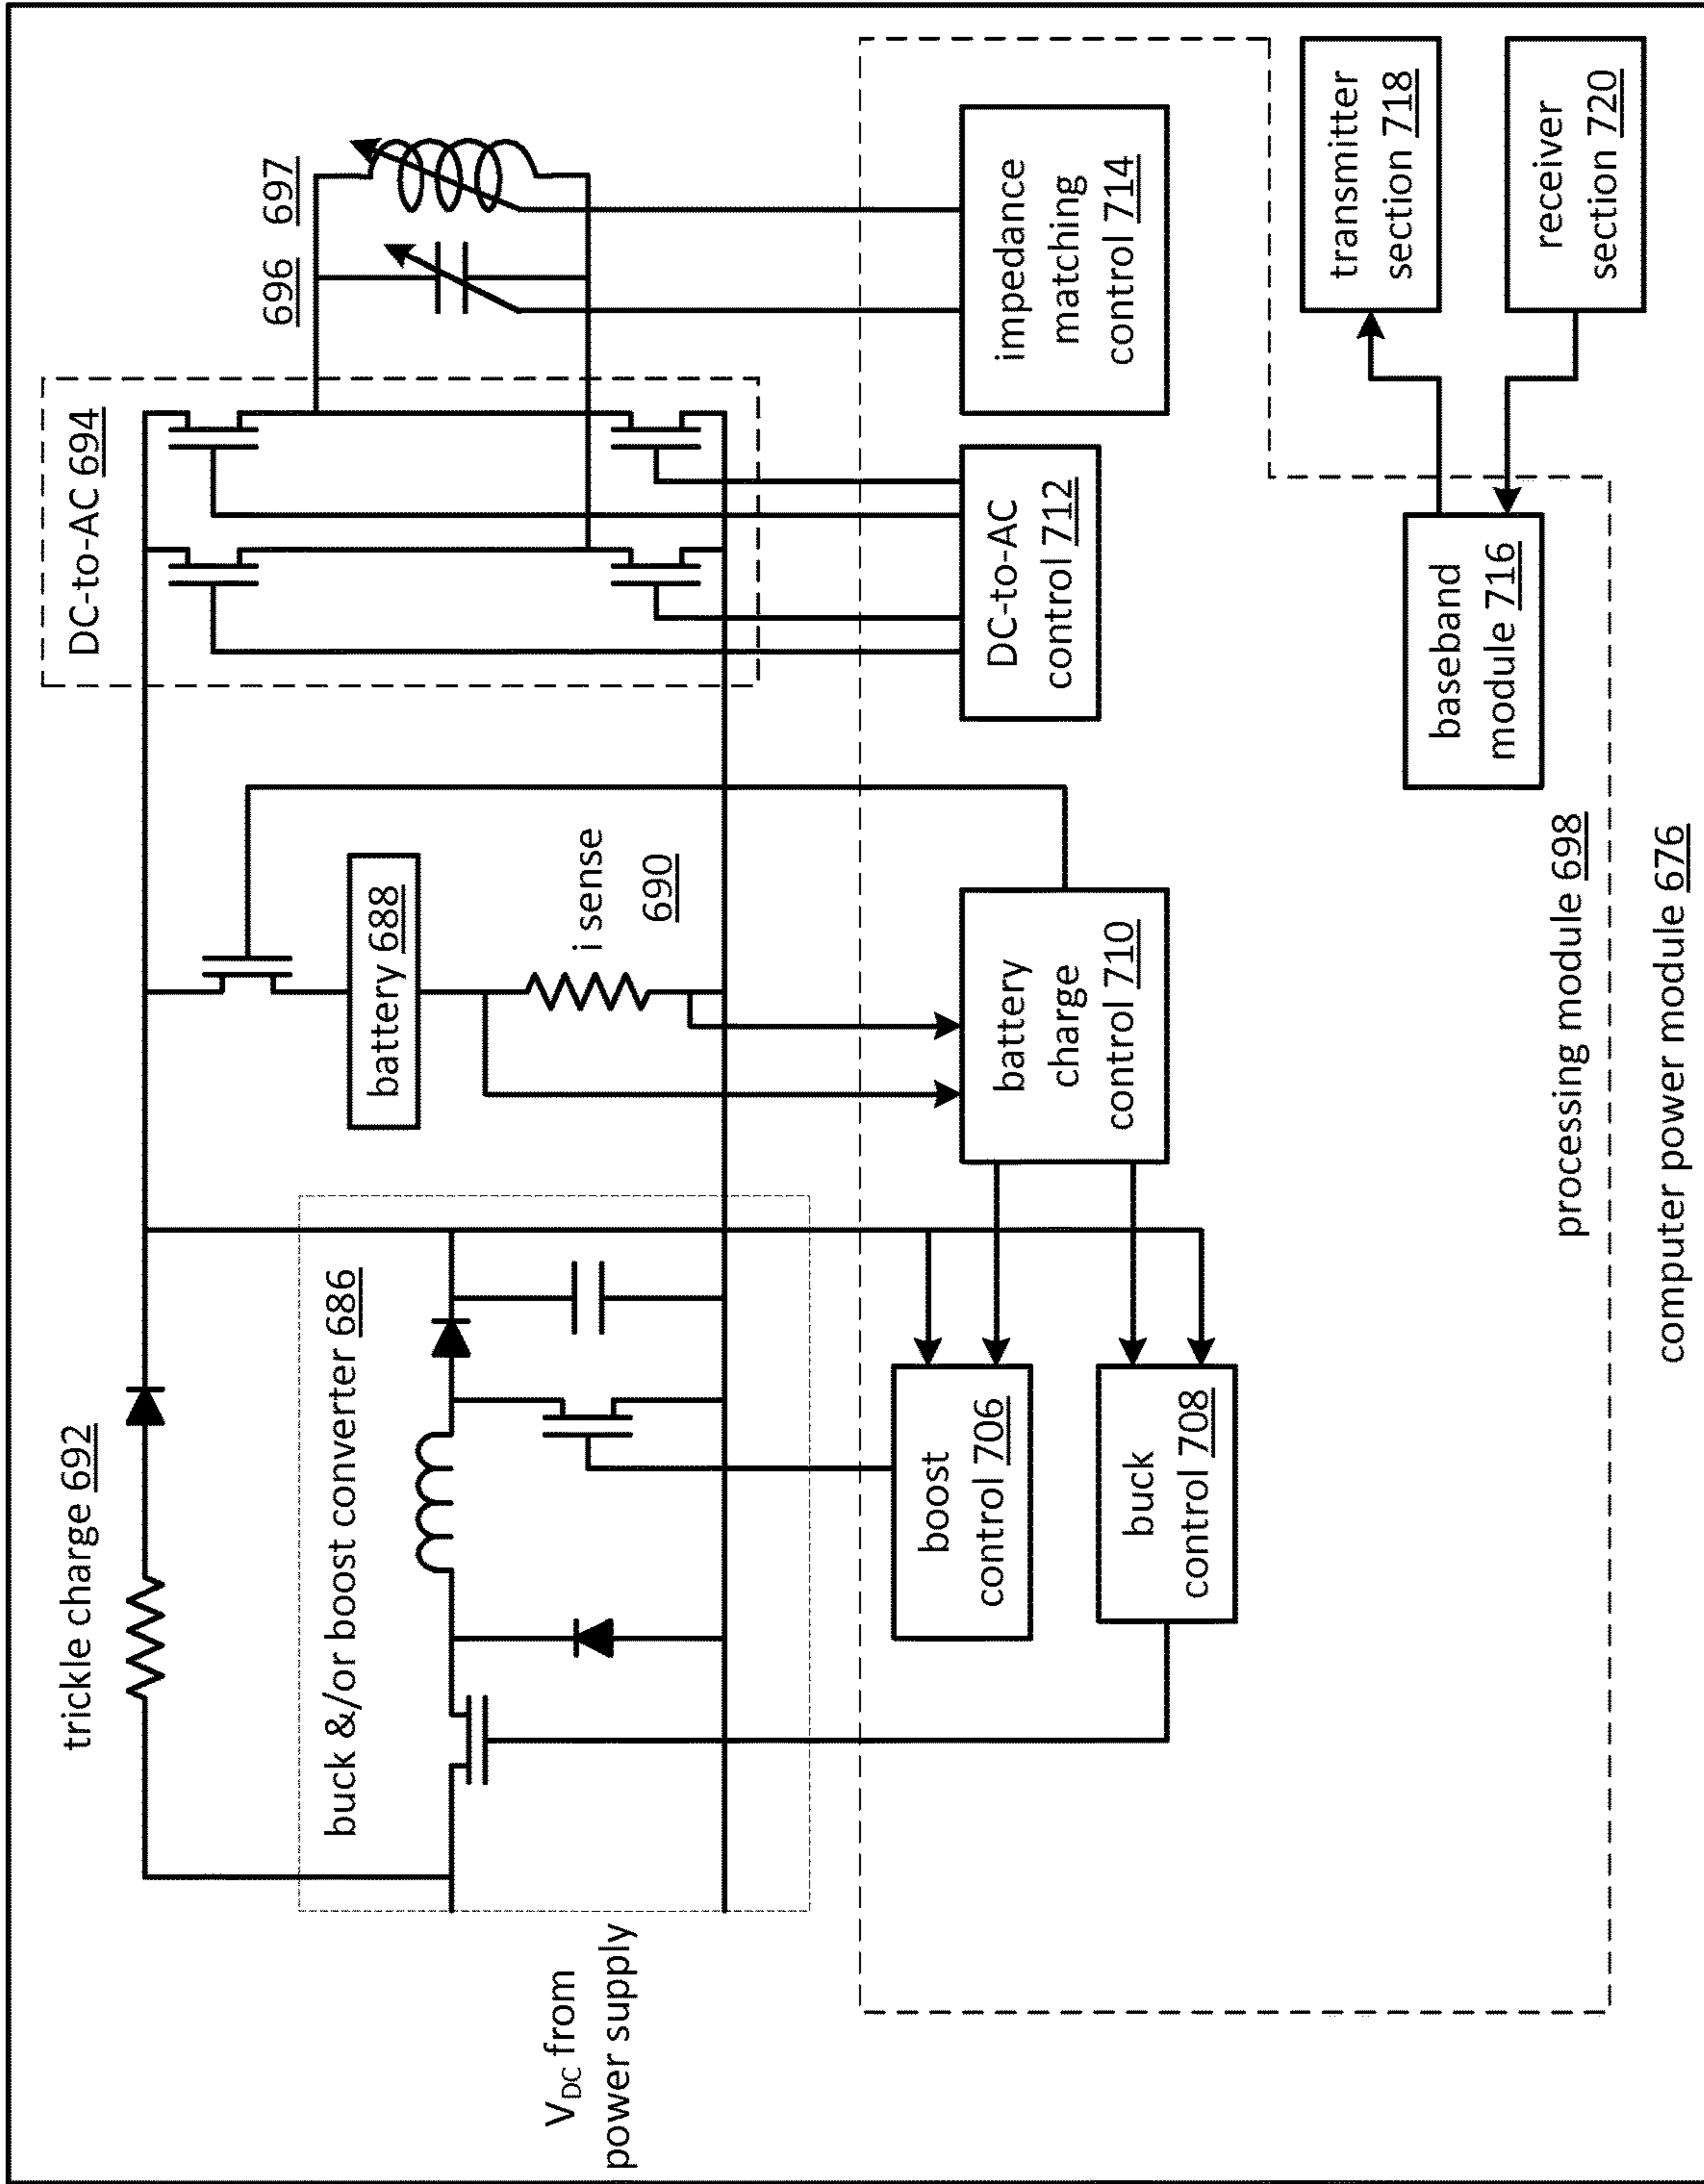 trickle charge 692
DC-to-AC 694
696
697
buck &/or boost converter 686
battery 688
i sense
690
V_DC from
power supply
boost
control 706
buck
control 708
battery
charge
control 710
DC-to-AC
control 712
impedance
matching
control 714
baseband
module 716
transmitter
section 718
receiver
section 720
processing module 698
computer power module 676